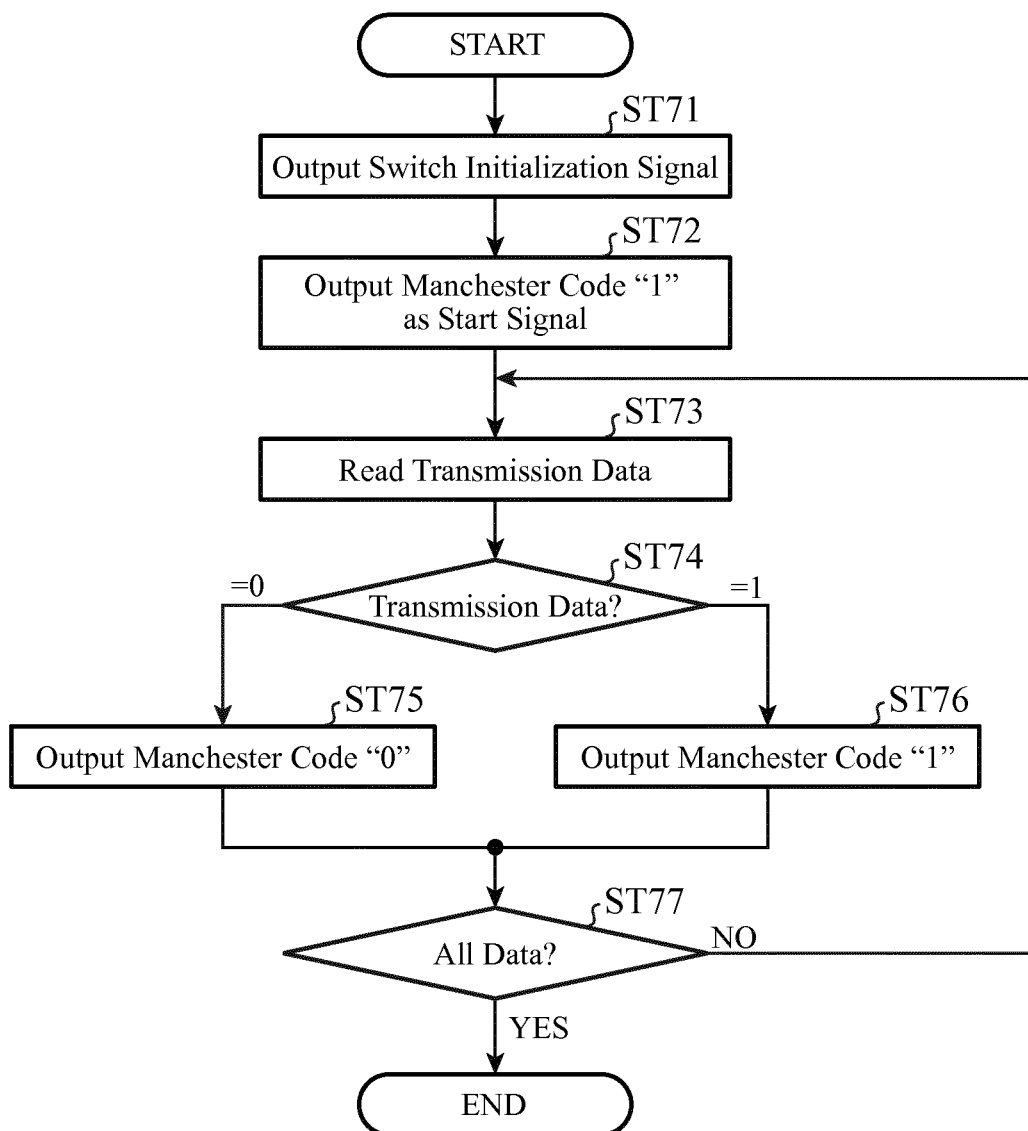 START
ST71
Output Switch Initialization Signal
ST72
Output Manchester Code “1”
as Start Signal
ST73
Read Transmission Data
ST74
=0
Transmission Data?
=1
ST75
ST76
Output Manchester Code “0”
Output Manchester Code “1”
ST77
All Data?
NO
YES
END